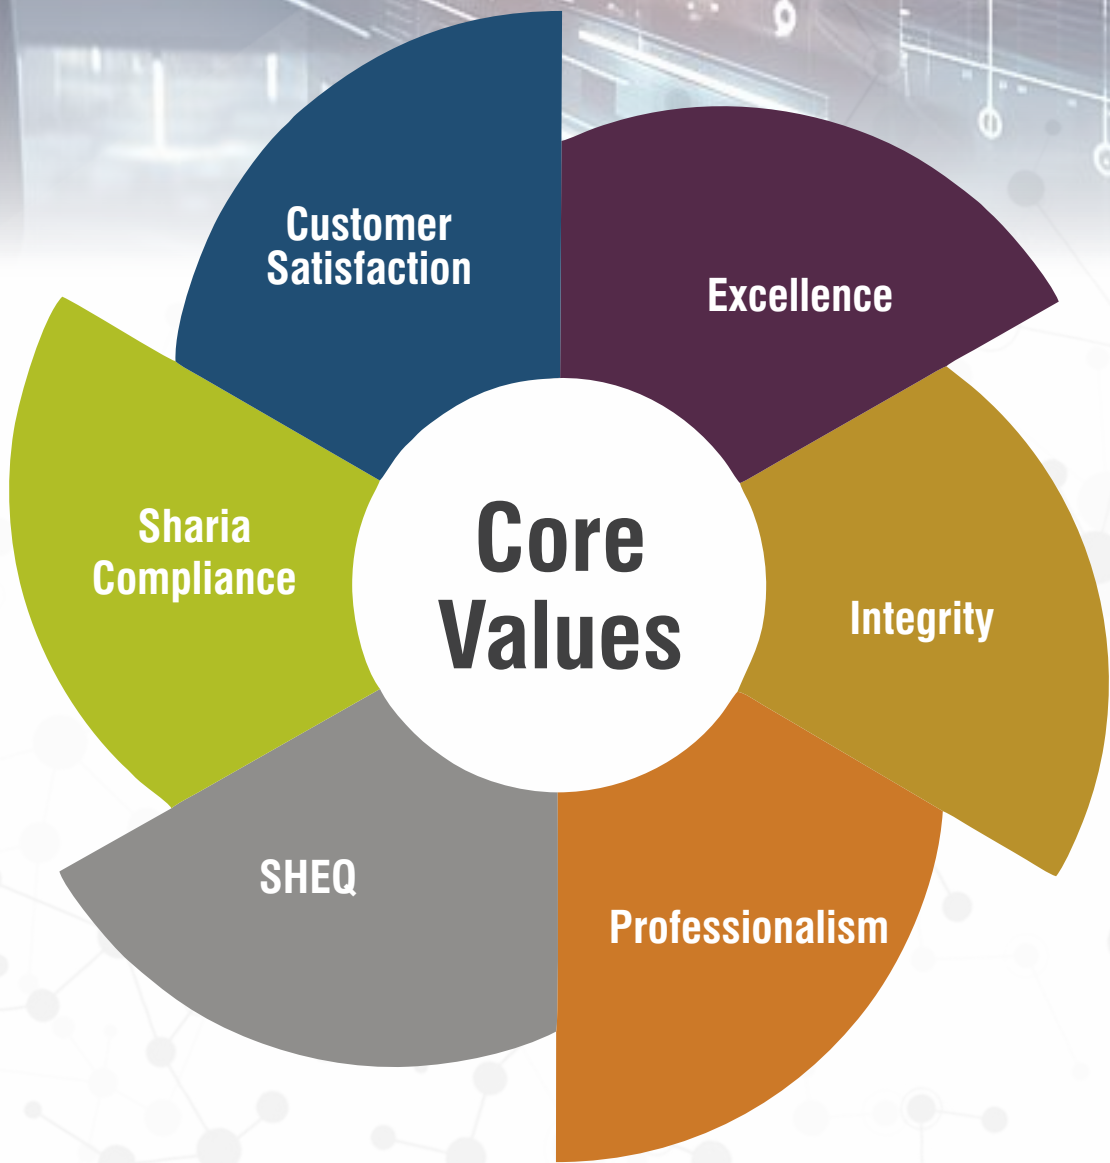 Customer
Satisfaction
Excellence
Sharia
Compliance
Core
Values
Integrity
SHEQ
Professionalism